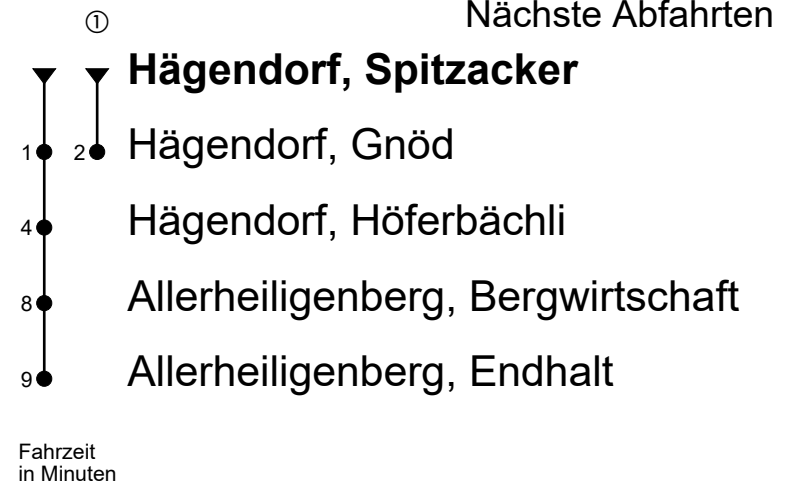 ① Nächste Abfahrten
Hägendorf, Spitzacker
1 2 Hägendorf, Gnöd
4 Hägendorf, Höferbächli
8 Allerheiligenberg, Bergwirtschaft
9 Allerheiligenberg, Endhalt
Fahrzeit
in Minuten